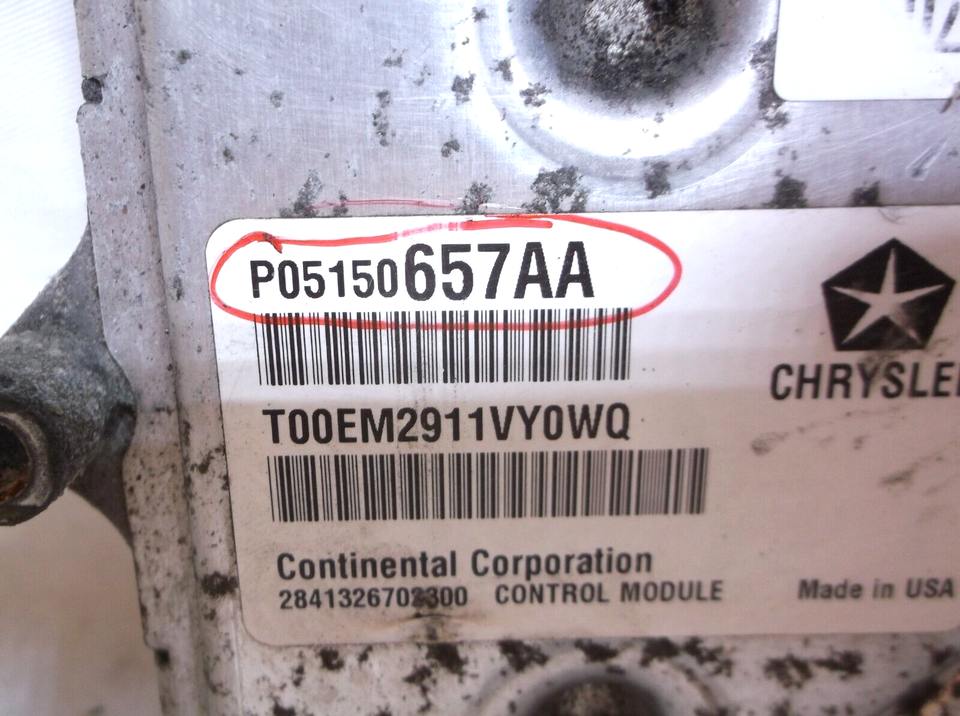 P05150657AA
T00EM2911VY0WQ
CHRYSLE
Continental Corporation
2841326702300 CONTROL MODULE
Made in USA